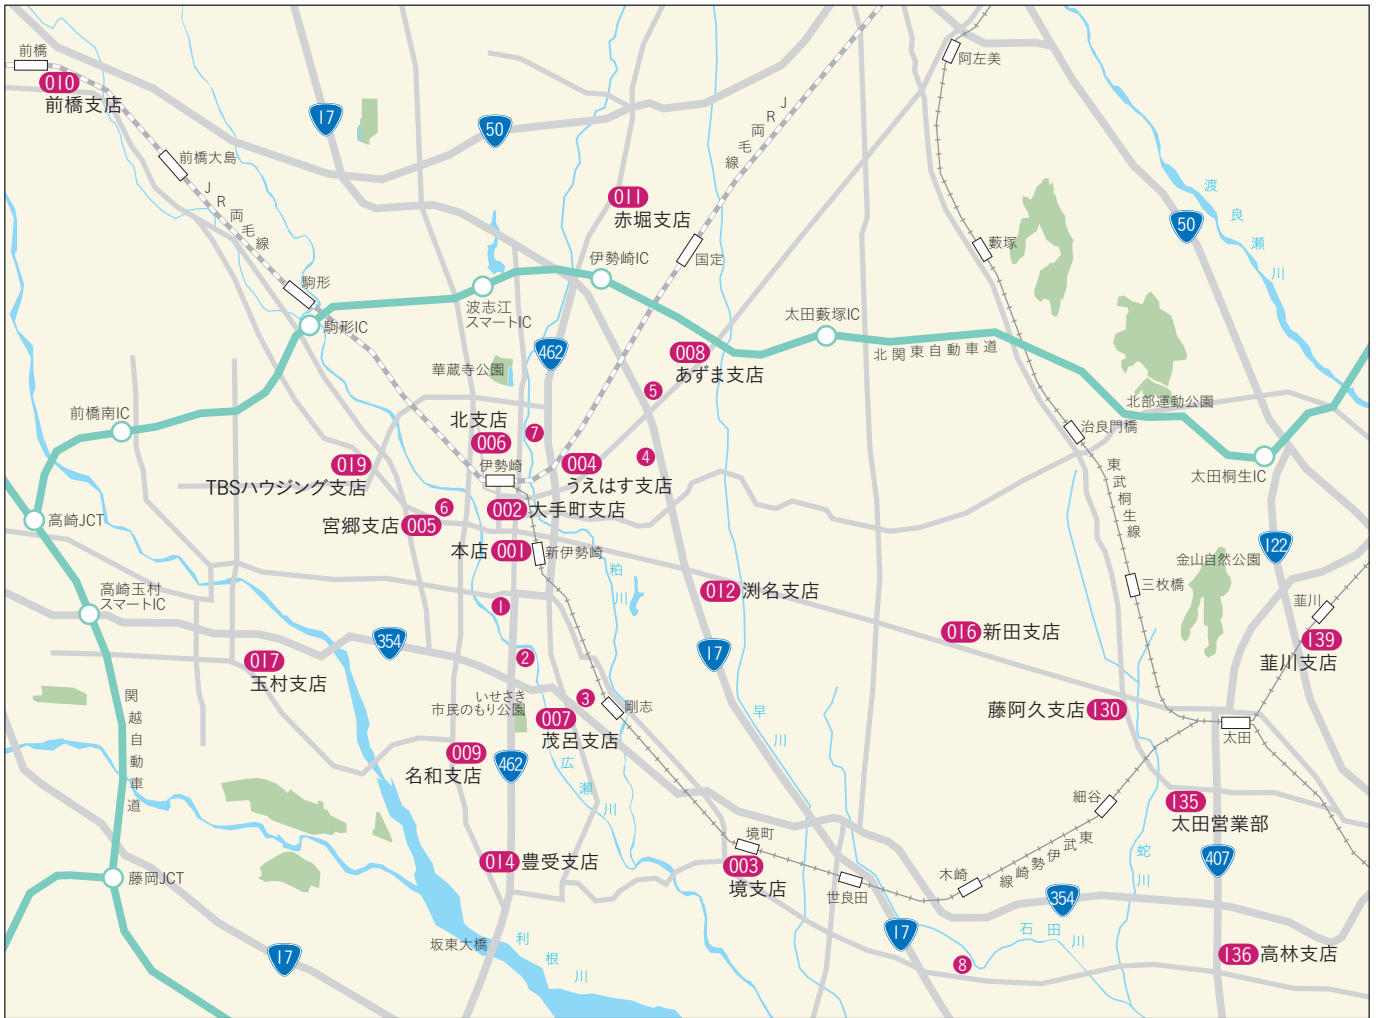 前橋
010
前橋支店
17
50
阿左美
前橋大島
JR両毛線
JR両毛線
011
赤堀支店
渡良瀬川
50
藪塚
国定
伊勢崎IC
駒形
駒形IC
波志江
スマートIC
太田藪塚IC
北関東自動車道
462
008
あずま支店
華蔵寺公園
5
北部運動公園
前橋南IC
北支店
006
7
治良門橋
019
TBSハウジング支店
伊勢崎
004
うえはす支店
4
太田桐生IC
東武桐生線
高崎JCT
6
宮郷支店 005
002 大手町支店
本店 001
新伊勢崎
粕川
122
金山自然公園
三枚橋
高崎玉村
スマートIC
1
012 渕名支店
韮川
139
韮川支店
354
016 新田支店
017
玉村支店
2
17
いせさき
市民のもり公園
3
剛志
関越自動車道
007
茂呂支店
早川
藤阿久支店 130
太田
009
名和支店
462
広瀬川
細谷
135
太田営業部
014 豊受支店
境町
003
境支店
東武伊勢崎線
蛇川
407
藤岡JCT
世良田
木崎
354
石田川
坂東大橋
利根川
17
17
8
136 高林支店